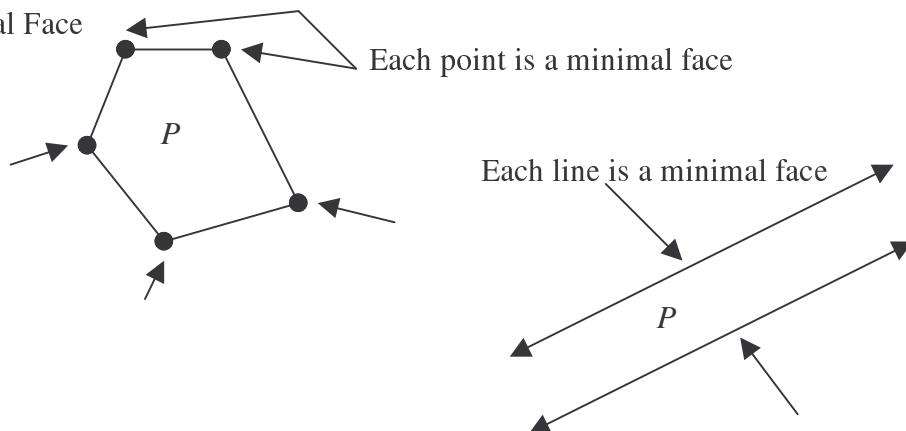 al Face
Each point is a minimal face
P
Each line is a minimal face
P